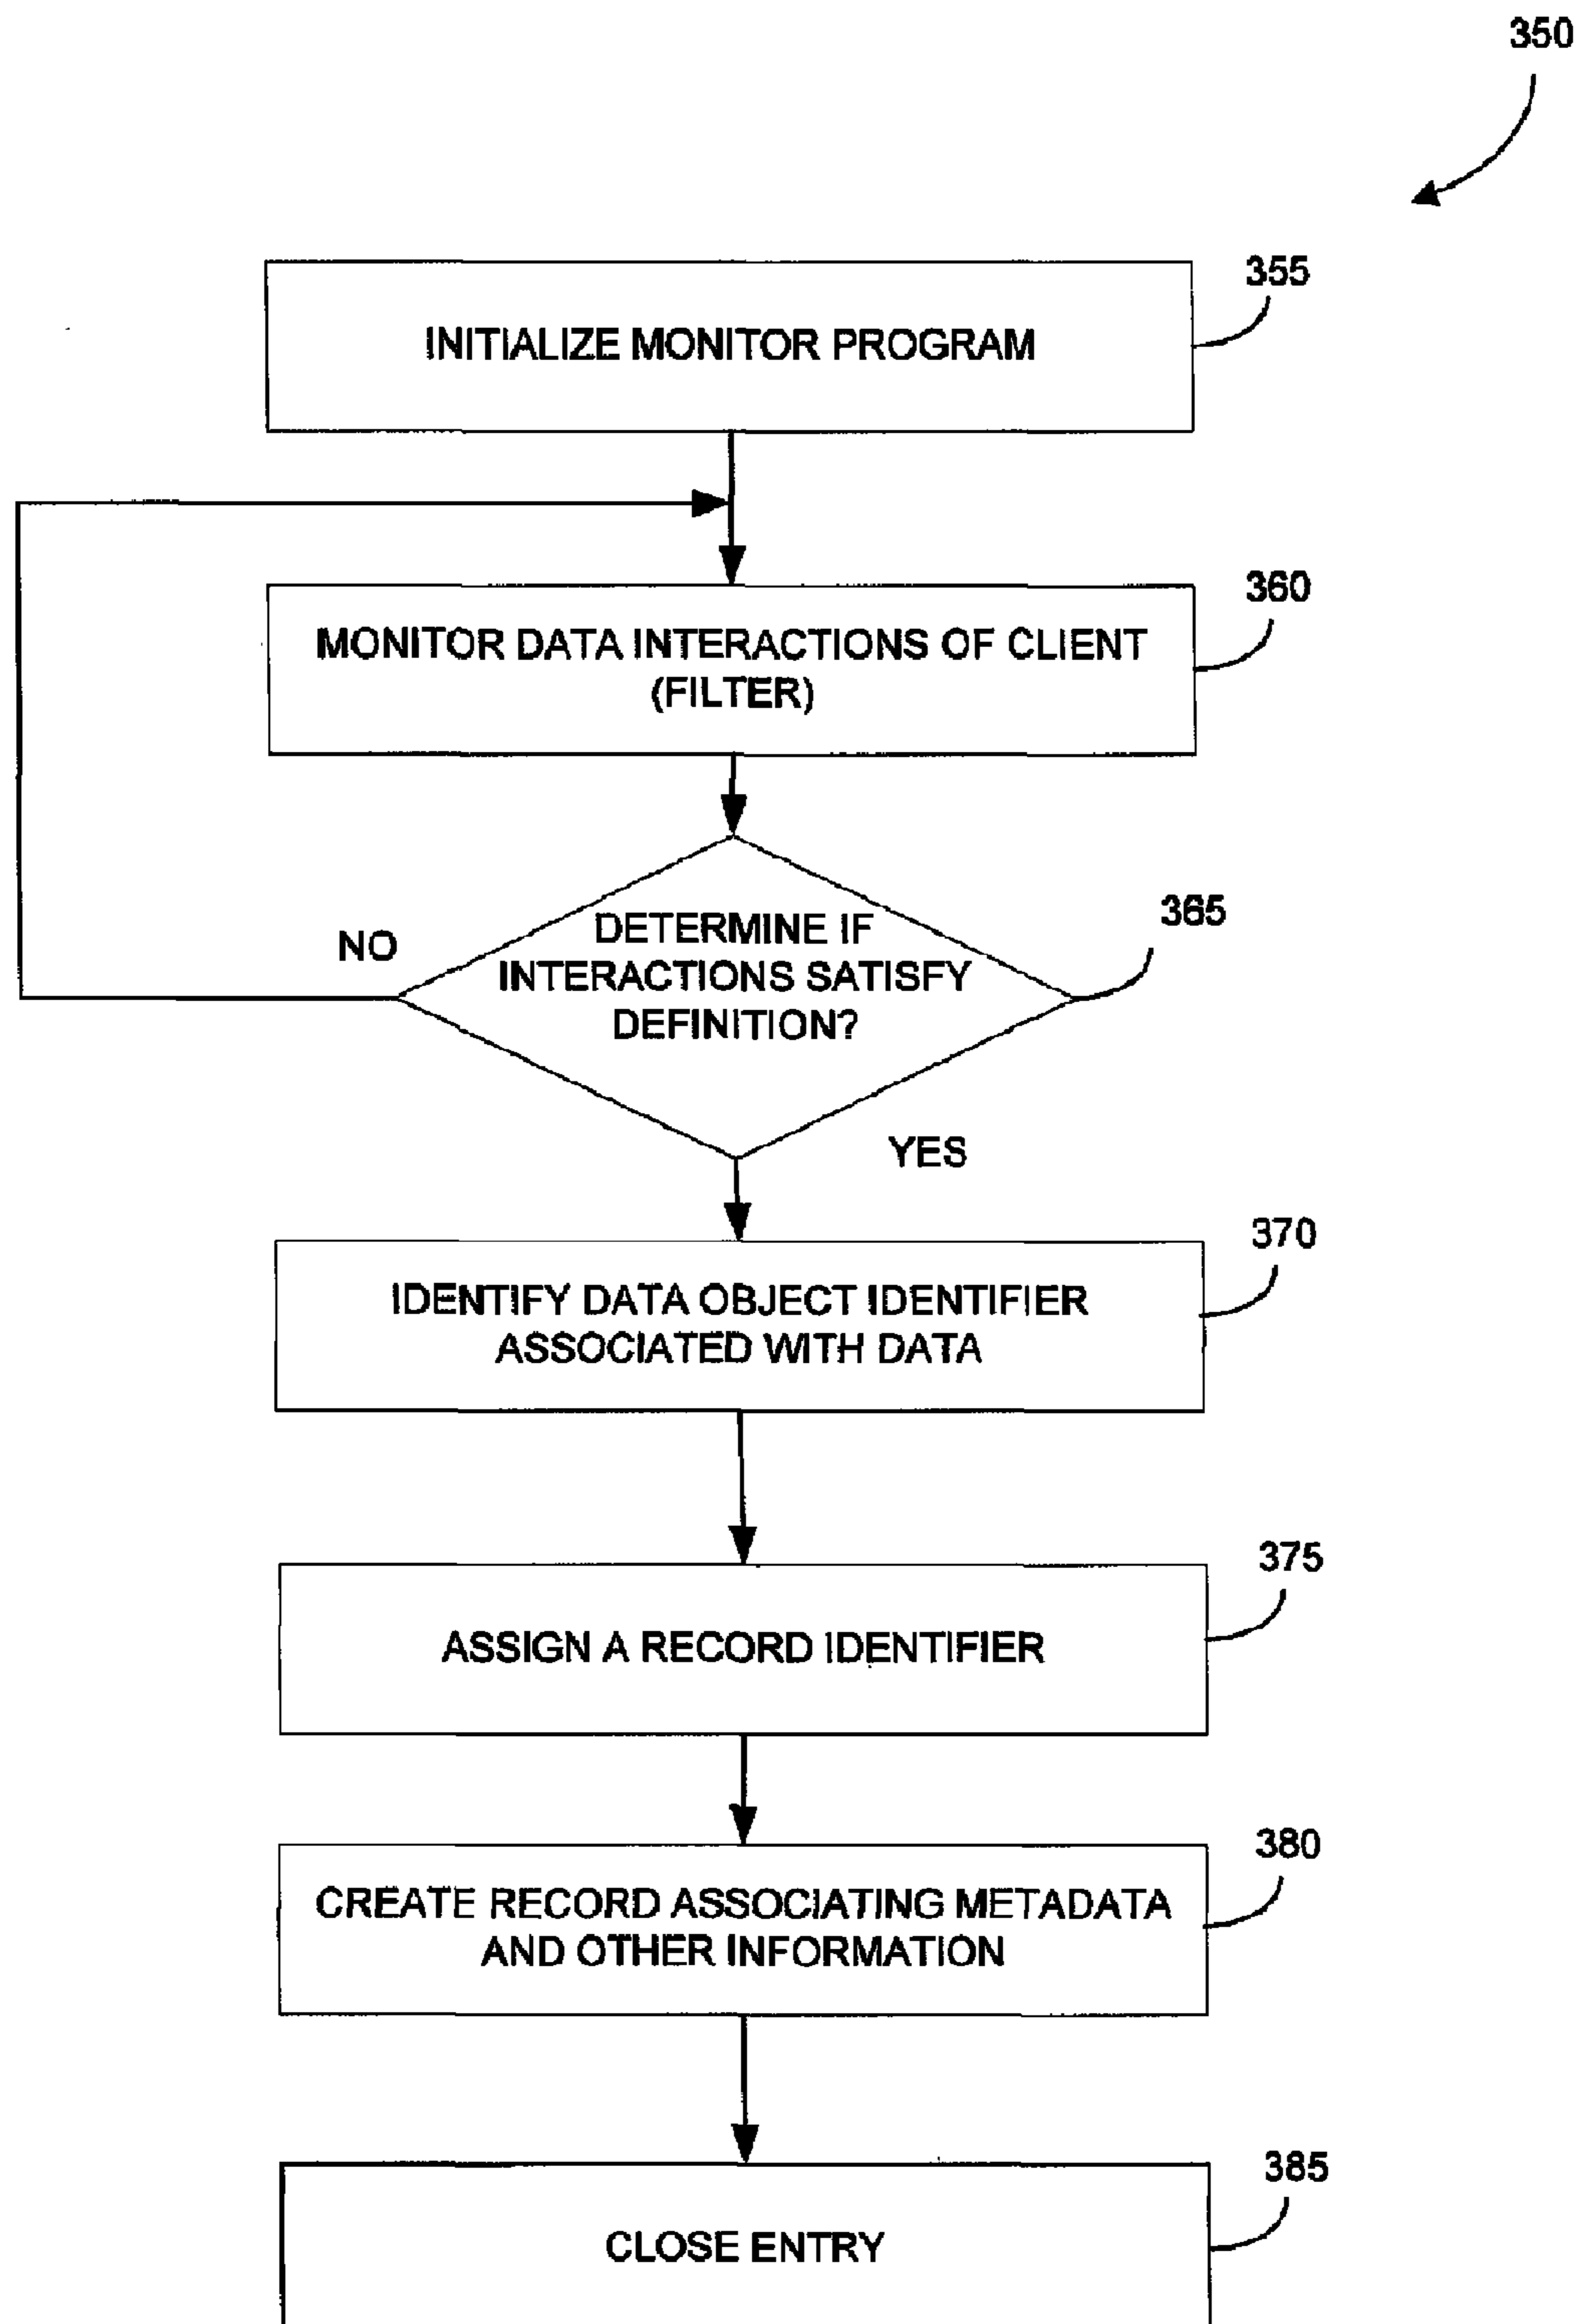 350
355
INITIALIZE MONITOR PROGRAM
360
MONITOR DATA INTERACTIONS OF CLIENT
(FILTER)
365
NO
DETERMINE IF
INTERACTIONS SATISFY
DEFINITION?
YES
370
IDENTIFY DATA OBJECT IDENTIFIER
ASSOCIATED WITH DATA
375
ASSIGN A RECORD IDENTIFIER
380
CREATE RECORD ASSOCIATING METADATA
AND OTHER INFORMATION
385
CLOSE ENTRY